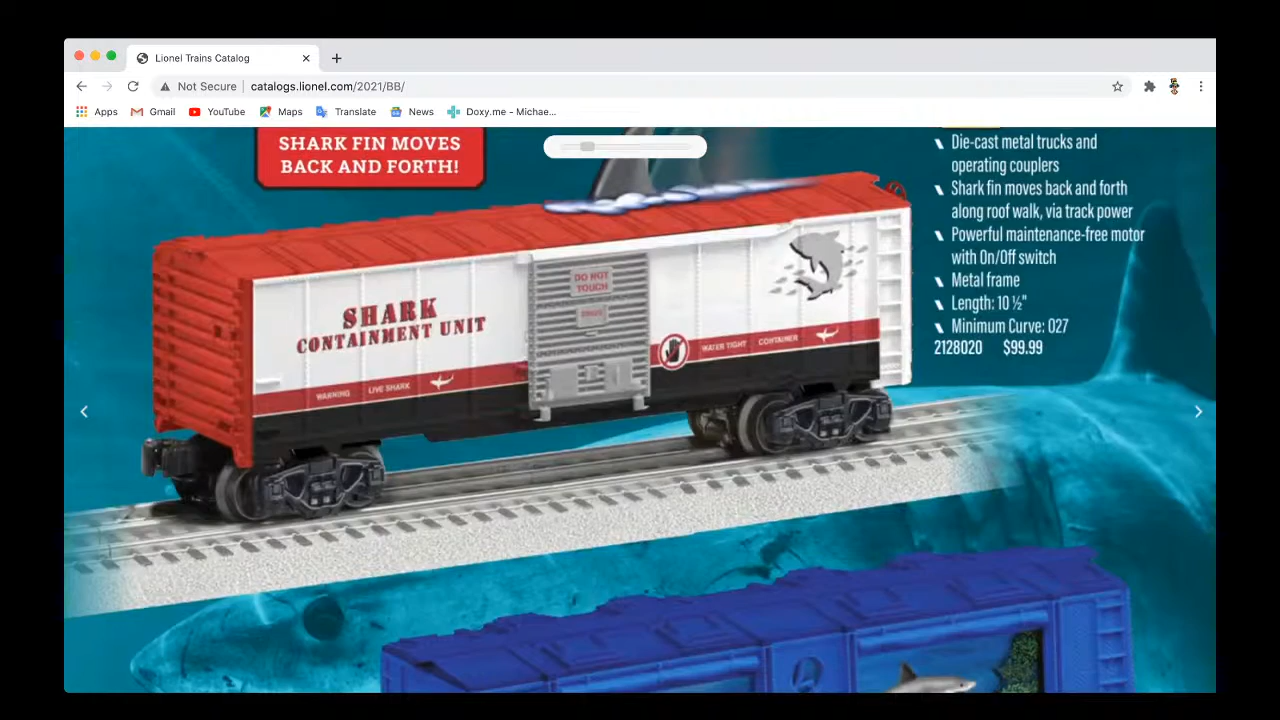 Lionel Trains Catalog
Not Secure catalogs.lionel.com/2021/BB/
Apps Gmail YouTube Maps Translate News Doxy.me - Michae...
SHARK FIN MOVES
BACK AND FORTH!
Die-cast metal trucks and
operating couplers
Shark fin moves back and forth
along roof walk, via track power
Powerful maintenance-free motor
with On/Off switch
Metal frame
Length: 10 ½"
Minimum Curve: O27
2128020 $99.99
SHARK
CONTAINMENT UNIT
DO NOT
TOUCH
WARNING LIVE SHARK
WATER TIGHT CONTAINER